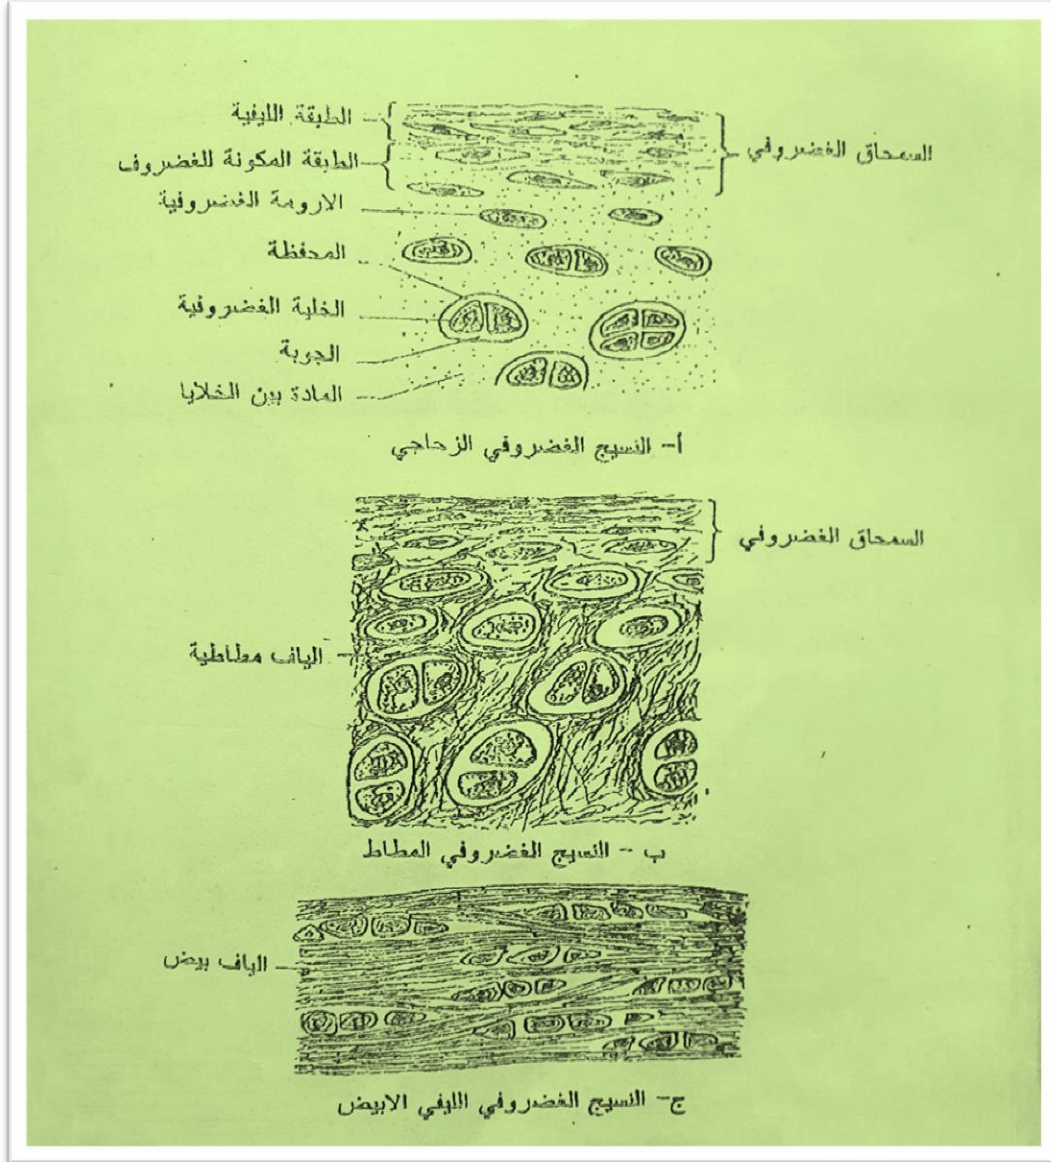 الطبقة الليفية
السمحاق الغضروفي
الطبقة المكونة للغضروف
الارومة الغضروفية
المحفظة
الخلية الغضروفية
الجوبة
المادة بين الخلايا
أ- النسيج الغضروفي الزجاجي
السمحاق الغضروفي
الياف مطاطية
ب - النسيج الغضروفي المطاط
الياف بيض
ج- النسيج الغضروفي الليفي الابيض